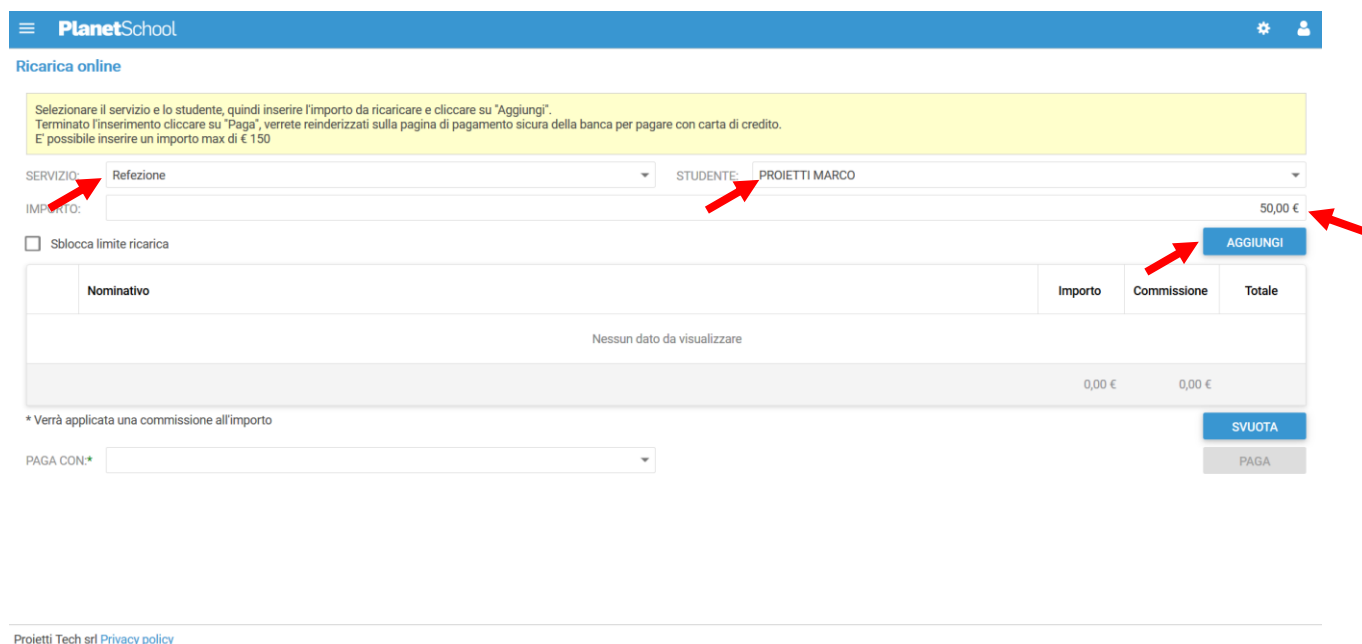 PlanetSchool
Ricarica online
Selezionare il servizio e lo studente, quindi inserire l'importo da ricaricare e cliccare su "Aggiungi".
Terminato l'inserimento cliccare su "Paga", verrete reinderizzati sulla pagina di pagamento sicura della banca per pagare con carta di credito.
E' possibile inserire un importo max di € 150
SERVIZIO: Refezione STUDENTE: PROIETTI MARCO
IMPORTO: 50,00 €
Sblocca limite ricarica AGGIUNGI
Nominativo Importo Commissione Totale
Nessun dato da visualizzare
0,00 € 0,00 €
* Verrà applicata una commissione all'importo
SVUOTA
PAGA CON:* PAGA
Proietti Tech srl Privacy policy